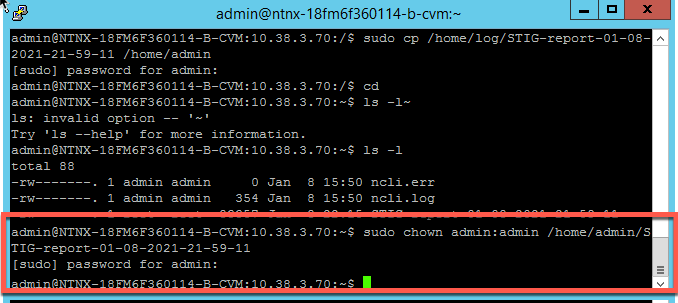 admin@ntnx-18fm6f360114-b-cvm:~
admin@NTNX-18FM6F360114-B-CVM:10.38.3.70:/$ sudo cp /home/log/STIG-report-01-08-
2021-21-59-11 /home/admin
[sudo] password for admin:
admin@NTNX-18FM6F360114-B-CVM:10.38.3.70:/$ cd
admin@NTNX-18FM6F360114-B-CVM:10.38.3.70:~$ ls -l~
ls: invalid option -- '~'
Try 'ls --help' for more information.
admin@NTNX-18FM6F360114-B-CVM:10.38.3.70:~$ ls -l
total 88
-rw-------. 1 admin admin     0 Jan  8 15:50 ncli.err
-rw-------. 1 admin admin   354 Jan  8 15:50 ncli.log
admin@NTNX-18FM6F360114-B-CVM:10.38.3.70:~$ sudo chown admin:admin /home/admin/S
TIG-report-01-08-2021-21-59-11
[sudo] password for admin:
admin@NTNX-18FM6F360114-B-CVM:10.38.3.70:~$